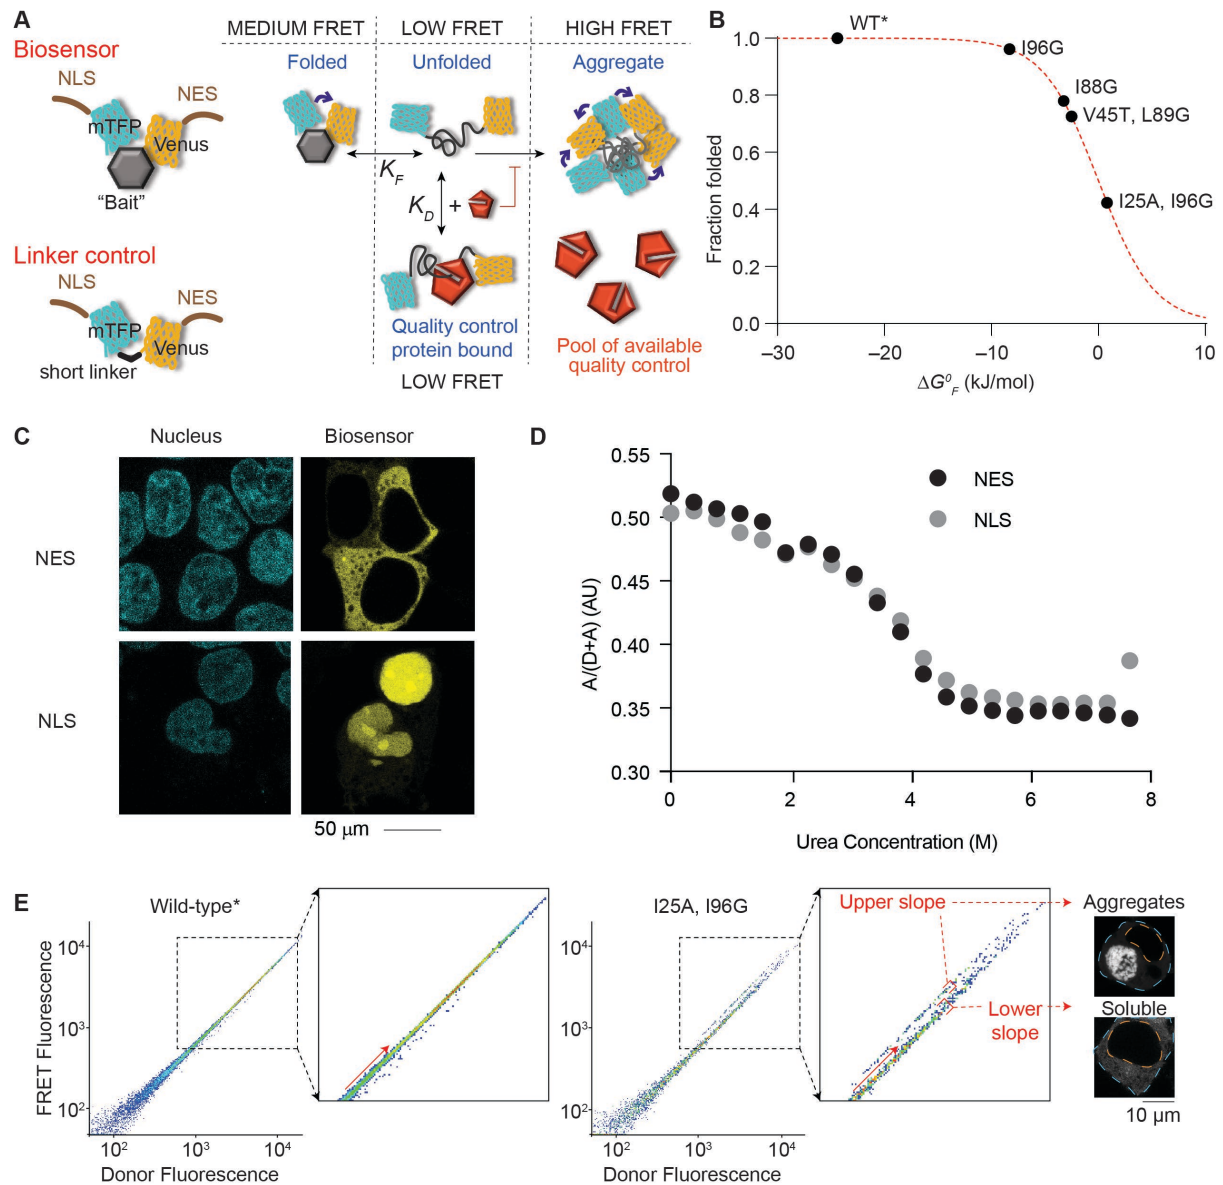 A
Biosensor
NLS
NES
mTFP
Venus
“Bait”
Linker control
NLS
NES
mTFP
Venus
short linker
MEDIUM FRET
LOW FRET
HIGH FRET
Folded
Unfolded
Aggregate
K_F
K_D +
Quality control
protein bound
LOW FRET
Pool of available
quality control
B
Fraction folded
1.0
0.8
0.6
0.4
0.2
0.0
WT*
I96G
I88G
V45T, L89G
I25A, I96G
–30
–20
–10
0
10
ΔG⁰_F (kJ/mol)
C
Nucleus
Biosensor
NES
NLS
50 µm
D
A/(D+A) (AU)
0.55
0.50
0.45
0.40
0.35
0.30
NES
NLS
0
2
4
6
8
Urea Concentration (M)
E
Wild-type*
FRET Fluorescence
10⁴
10³
10²
10²
10³
10⁴
Donor Fluorescence
I25A, I96G
10⁴
10³
10²
10²
10³
10⁴
Donor Fluorescence
Upper slope
Lower
slope
Aggregates
Soluble
10 µm